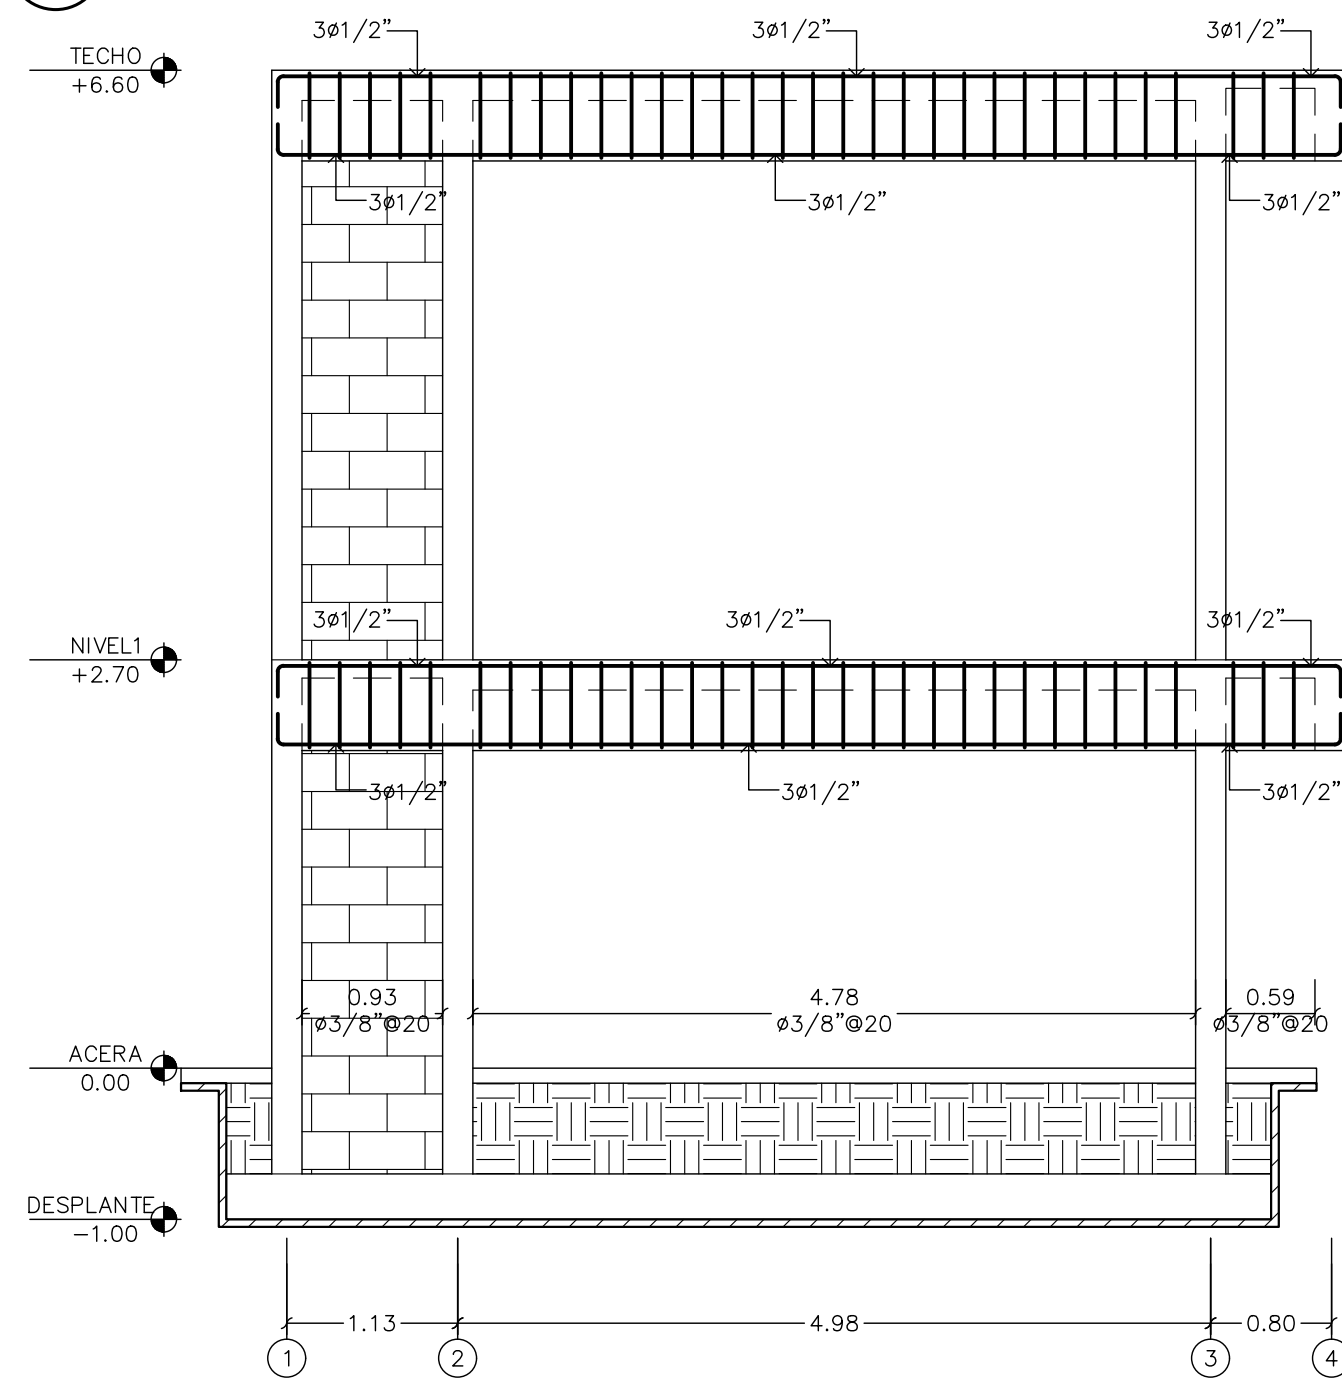 3ø1/2" 3ø1/2" 3ø1/2"
TECHO
+6.60
3ø1/2" 3ø1/2" 3ø1/2"
3ø1/2" 3ø1/2" 3ø1/2"
NIVEL1
+2.70
3ø1/2" 3ø1/2" 3ø1/2"
0.93 4.78 0.59
ø3/8"@20 ø3/8"@20 ø3/8"@20
ACERA
0.00
DESPLANTE
−1.00
1.13 4.98 0.80
1 2 3 4